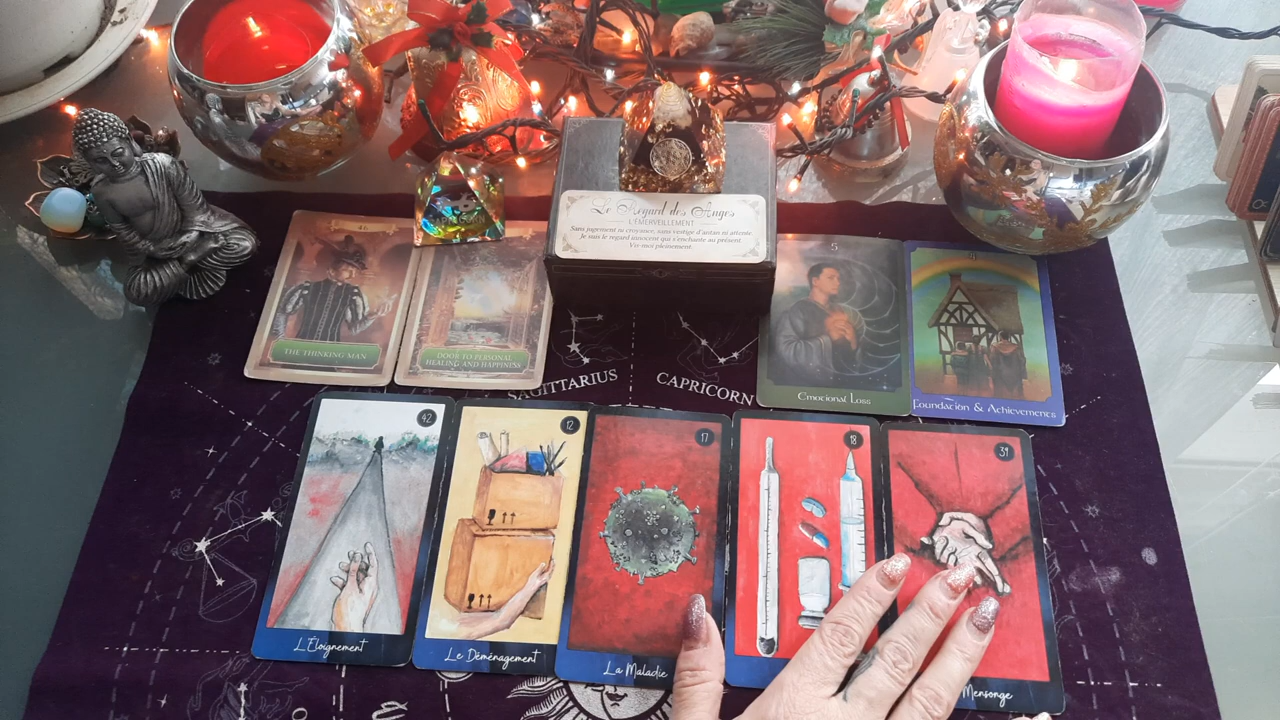 46
THE THINKING MAN
DOOR TO PERSONAL
HEALING AND HAPPINESS
Le Regard des Anges
L'ÉMERVEILLEMENT
Sans jugement ni croyance, sans vestige d'antan ni attente,
Je suis le regard innocent qui s'enchante au présent.
Vis-moi pleinement.
5
Emotional Loss
4
Foundation & Achievements
SAGITTARIUS
CAPRICORN
42
L'Éloignement
12
Le Déménagement
17
La Maladie
18
39
Mensonge